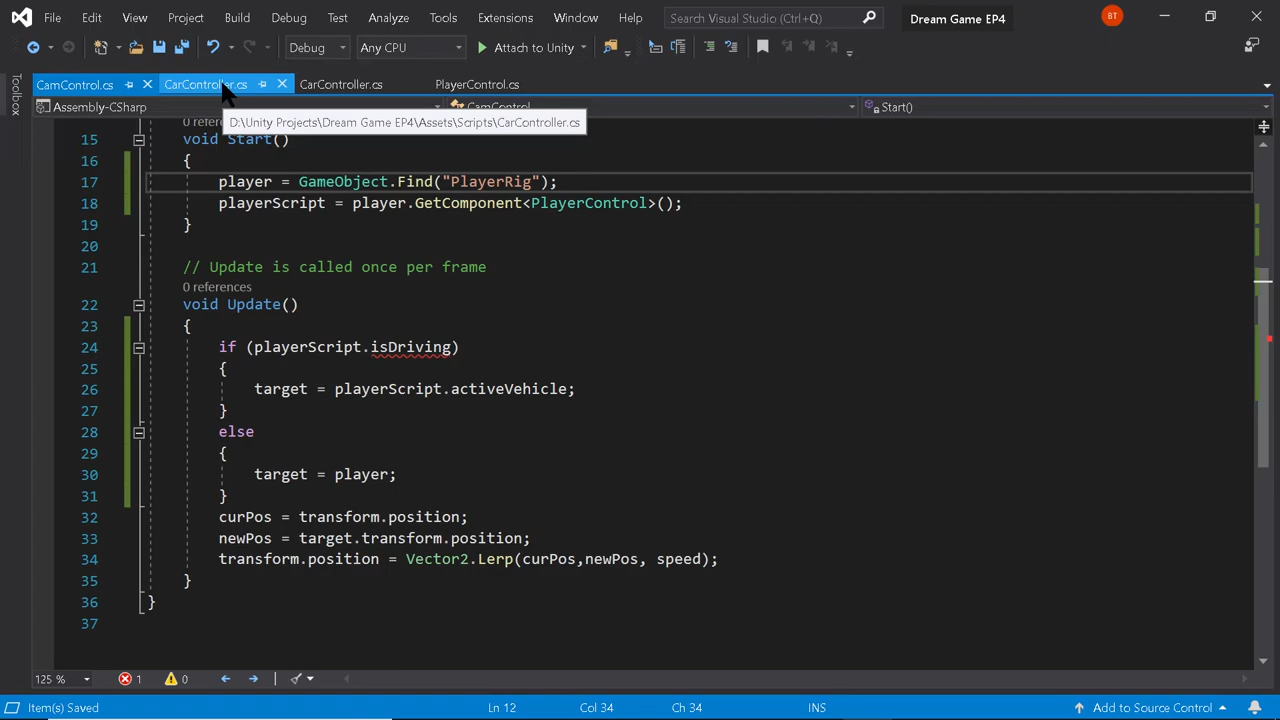 File Edit View Project Build Debug Test Analyze Tools Extensions Window Help Search Visual Studio (Ctrl+Q) Dream Game EP4 BT
Debug Any CPU Attach to Unity
CamControl.cs CarController.cs CarController.cs PlayerControl.cs
Toolbox
Assembly-CSharp CamControl Start()
D:\Unity Projects\Dream Game EP4\Assets\Scripts\CarController.cs
0 refere
15 void Start()
16 {
17 player = GameObject.Find("PlayerRig");
18 playerScript = player.GetComponent<PlayerControl>();
19 }
20
21 // Update is called once per frame
0 references
22 void Update()
23 {
24 if (playerScript.isDriving)
25 {
26 target = playerScript.activeVehicle;
27 }
28 else
29 {
30 target = player;
31 }
32 curPos = transform.position;
33 newPos = target.transform.position;
34 transform.position = Vector2.Lerp(curPos,newPos, speed);
35 }
36 }
37
125 % 1 0
Item(s) Saved Ln 12 Col 34 Ch 34 INS Add to Source Control